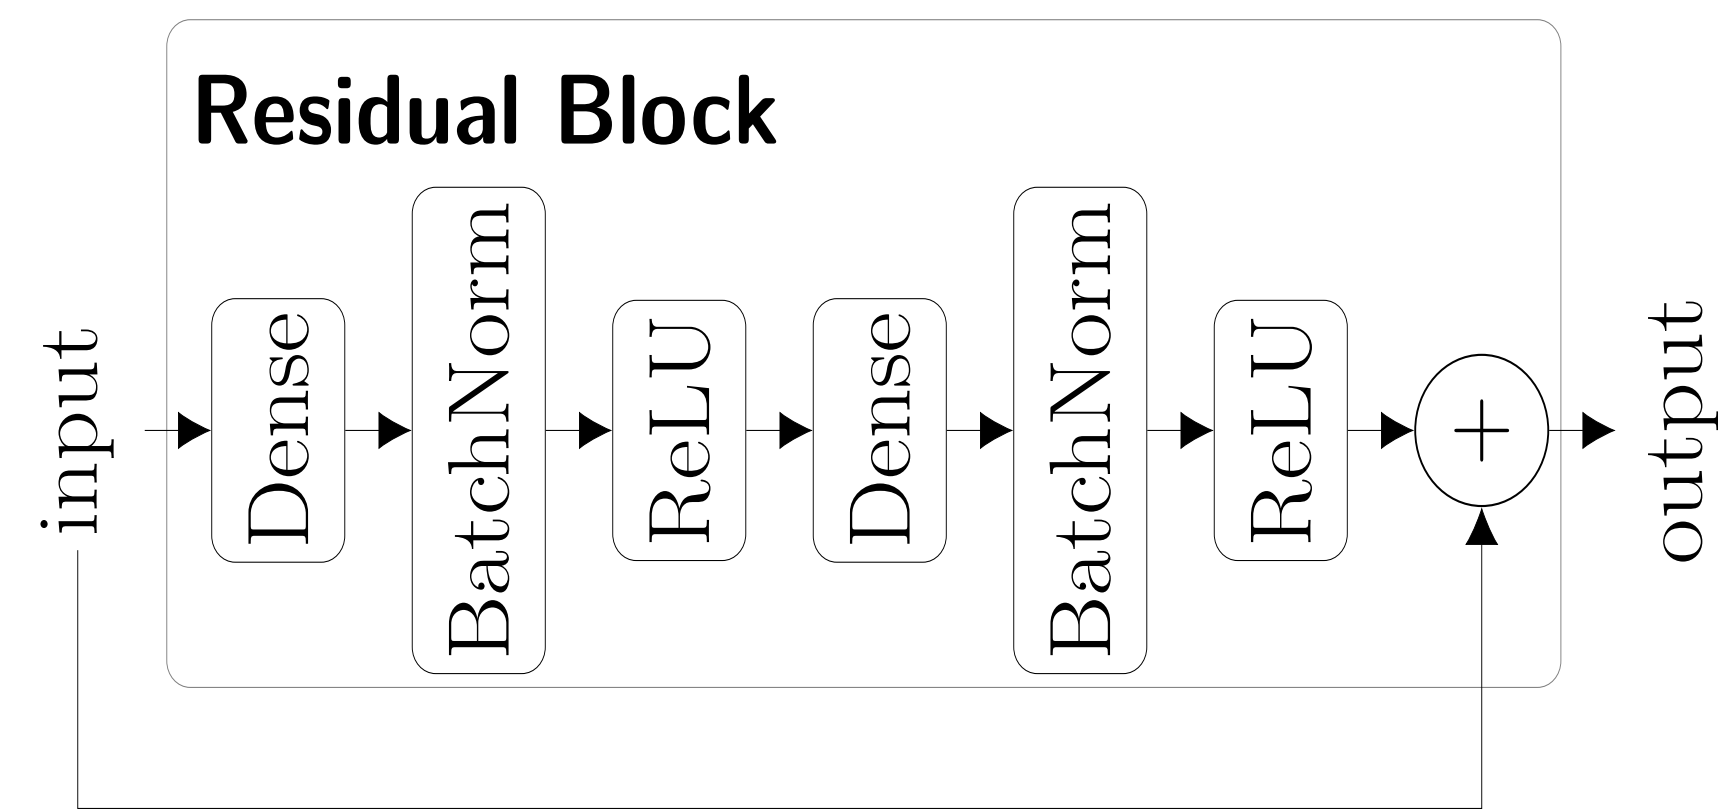 Residual Block
input
Dense
BatchNorm
ReLU
Dense
BatchNorm
ReLU
+
output